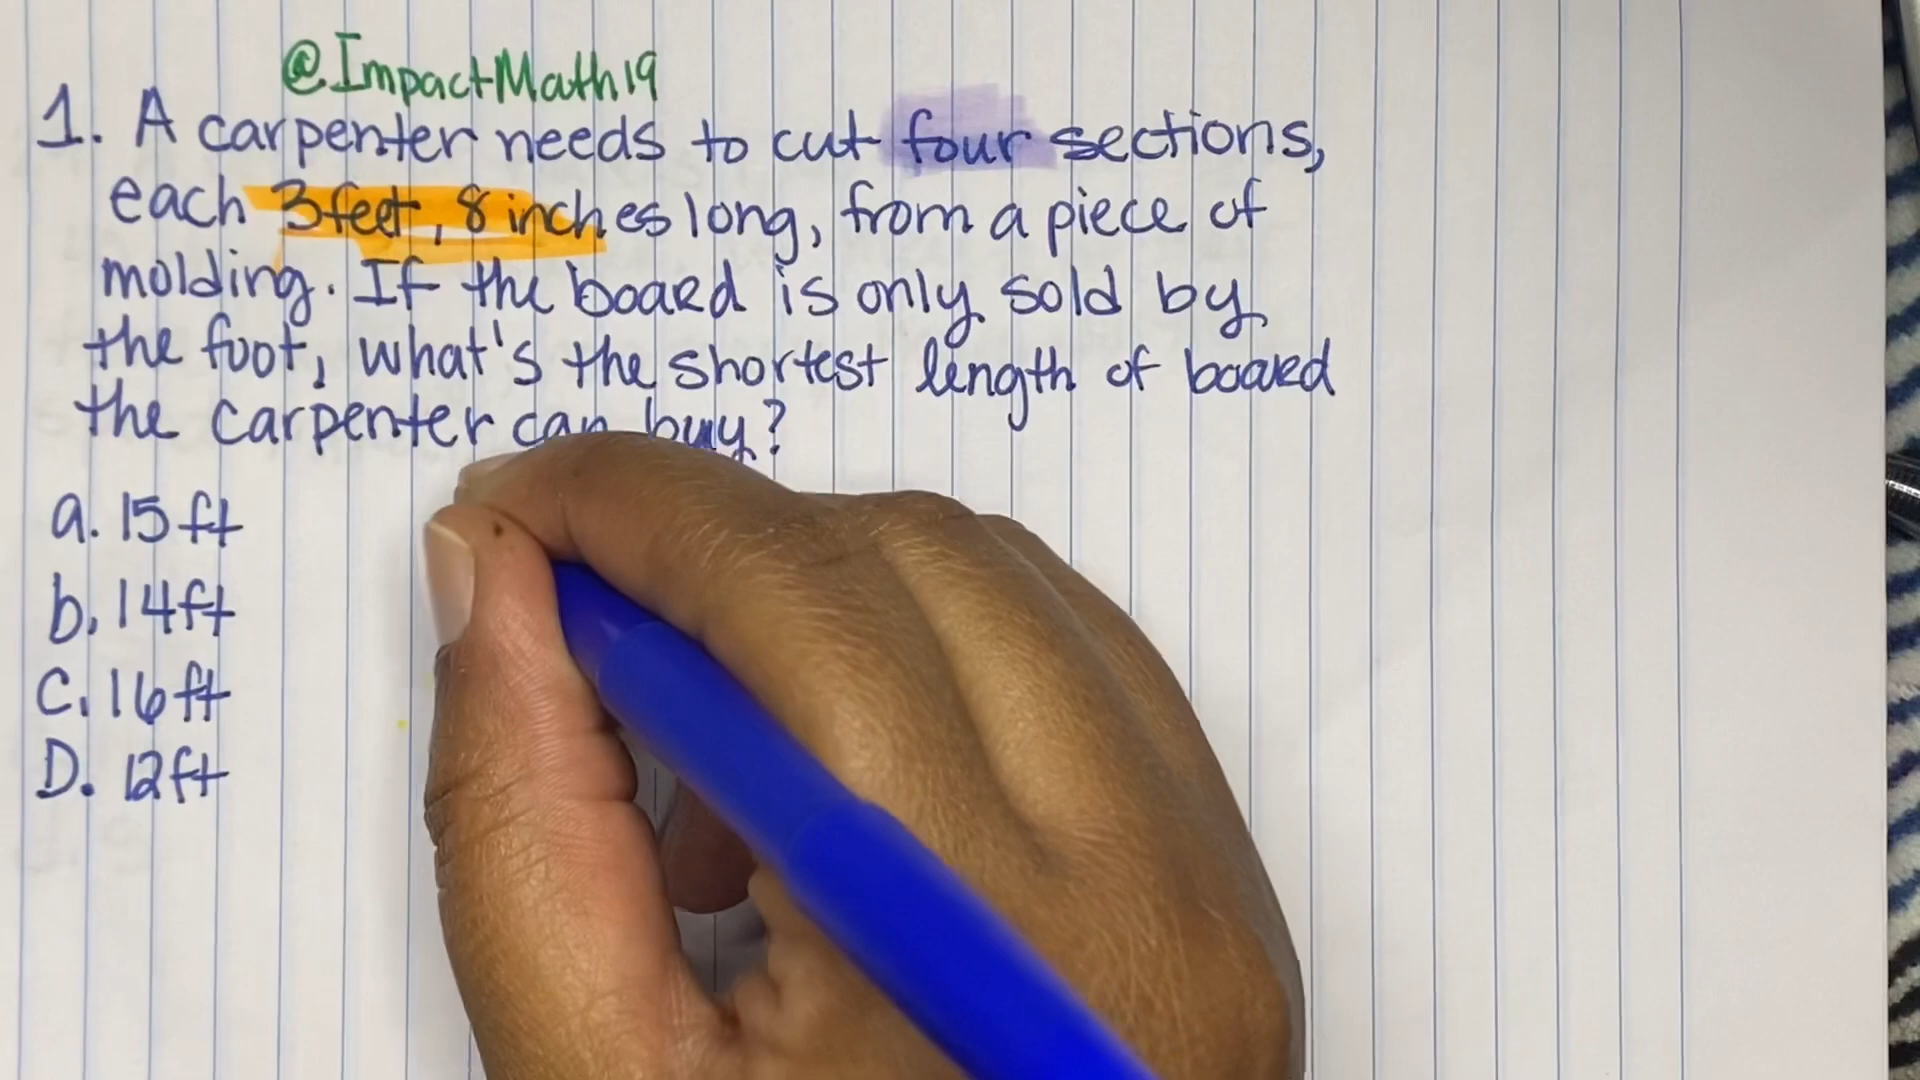 @ImpactMath19
1. A carpenter needs to cut four sections,
each 3 feet, 8 inches long, from a piece of
molding. If the board is only sold by
the foot, what's the shortest length of board
the carpenter can buy?
a. 15 ft
b. 14 ft
C. 16 ft
D. 12 ft